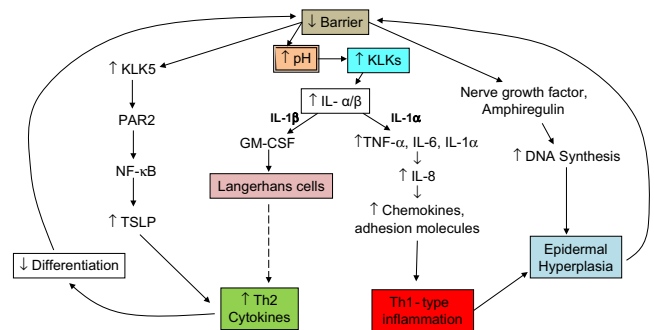 ↓ Barrier
↑ pH
↑ KLKs
↑ KLK5
PAR2
NF-κB
↑ TSLP
↓ Differentiation
↑ IL- α/β
IL-1β
IL-1α
GM-CSF
Langerhans cells
↑ Th2
Cytokines
↑TNF-α, IL-6, IL-1α
↓
↑ IL-8
↓
↑ Chemokines,
adhesion molecules
Th1-type
inflammation
Nerve growth factor,
Amphiregulin
↑ DNA Synthesis
Epidermal
Hyperplasia